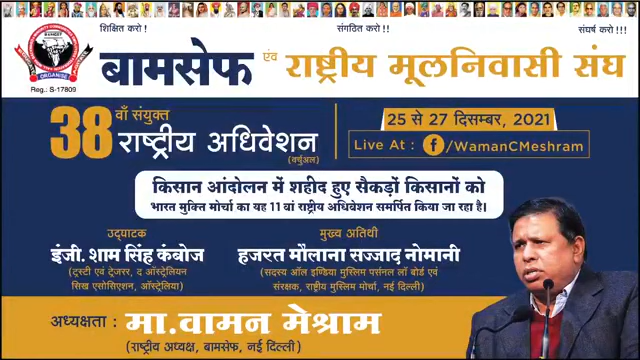 शिक्षित करो !
संगठित करो !!
संघर्ष करो !!!
BAMCEF
ORGANISE
Reg.: S-17809
बामसेफ एवं राष्ट्रीय मूलनिवासी संघ
38 वाँ संयुक्त
राष्ट्रीय अधिवेशन
(वर्चुअल)
25 से 27 दिसम्बर, 2021
Live At : f/WamanCMeshram
किसान आंदोलन में शहीद हुए सैकड़ों किसानों को
भारत मुक्ति मोर्चा का यह 11 वां राष्ट्रीय अधिवेशन समर्पित किया जा रहा है।
उद्घाटक
इंजी. शाम सिंह कंबोज
(ट्रस्टी एवं ट्रेजरर, द ऑस्ट्रेलियन
सिख एसोसिएशन, ऑस्ट्रेलिया)
मुख्य अतिथी
हजरत मौलाना सज्जाद नोमानी
(सदस्य ऑल इण्डिया मुस्लिम पर्सनल लॉ बोर्ड एवं
संरक्षक, राष्ट्रीय मुस्लिम मोर्चा, नई दिल्ली)
अध्यक्षता : मा.वामन मेश्राम
(राष्ट्रीय अध्यक्ष, बामसेफ, नई दिल्ली)